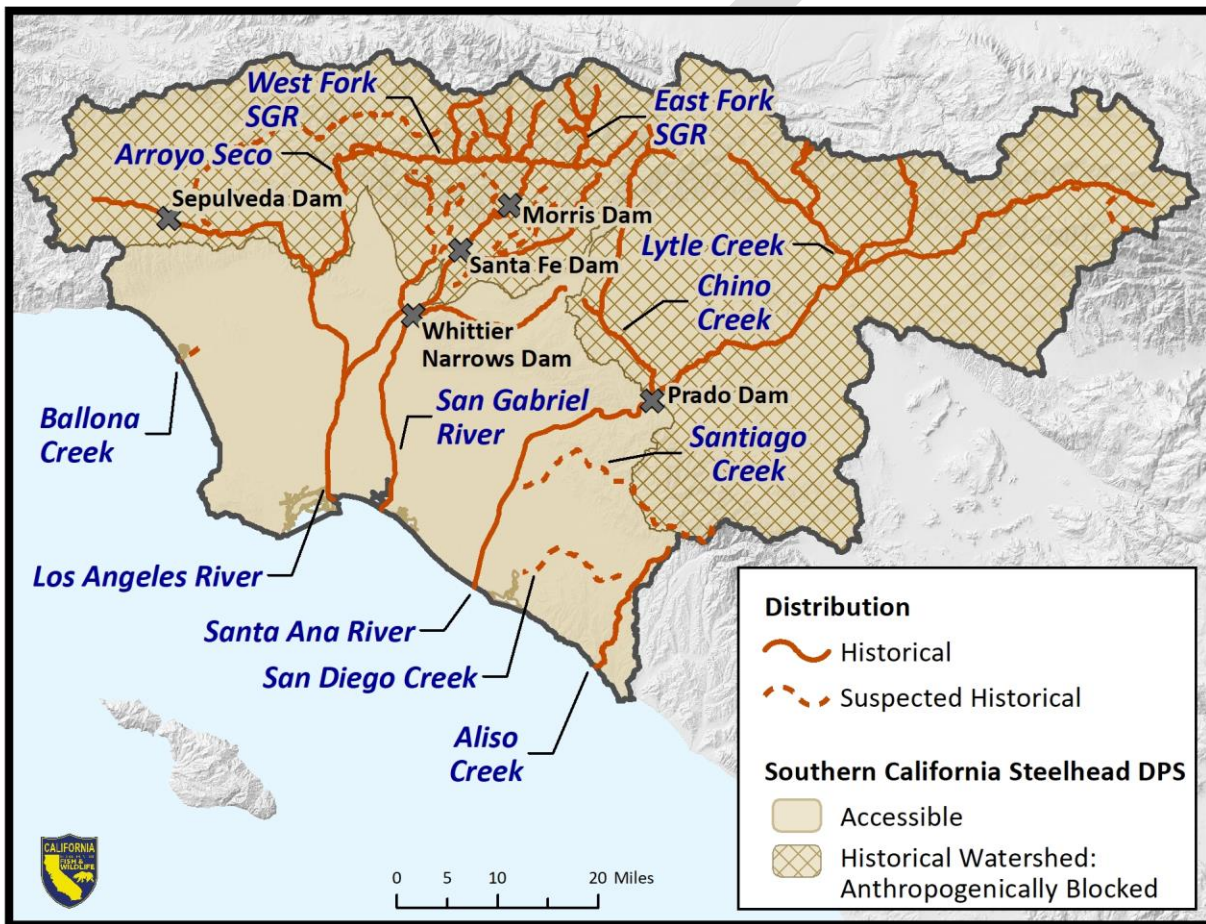 West Fork
SGR
East Fork
SGR
Arroyo Seco
Sepulveda Dam
Morris Dam
Lytle Creek
Santa Fe Dam
Chino
Creek
Whittier
Narrows Dam
Prado Dam
Ballona
Creek
San Gabriel
River
Santiago
Creek
Los Angeles River
Santa Ana River
San Diego Creek
Aliso
Creek
Distribution
Historical
Suspected Historical
Southern California Steelhead DPS
Accessible
Historical Watershed:
Anthropogenically Blocked
CALIFORNIA
FISH &
WILDLIFE
0 5 10 20 Miles